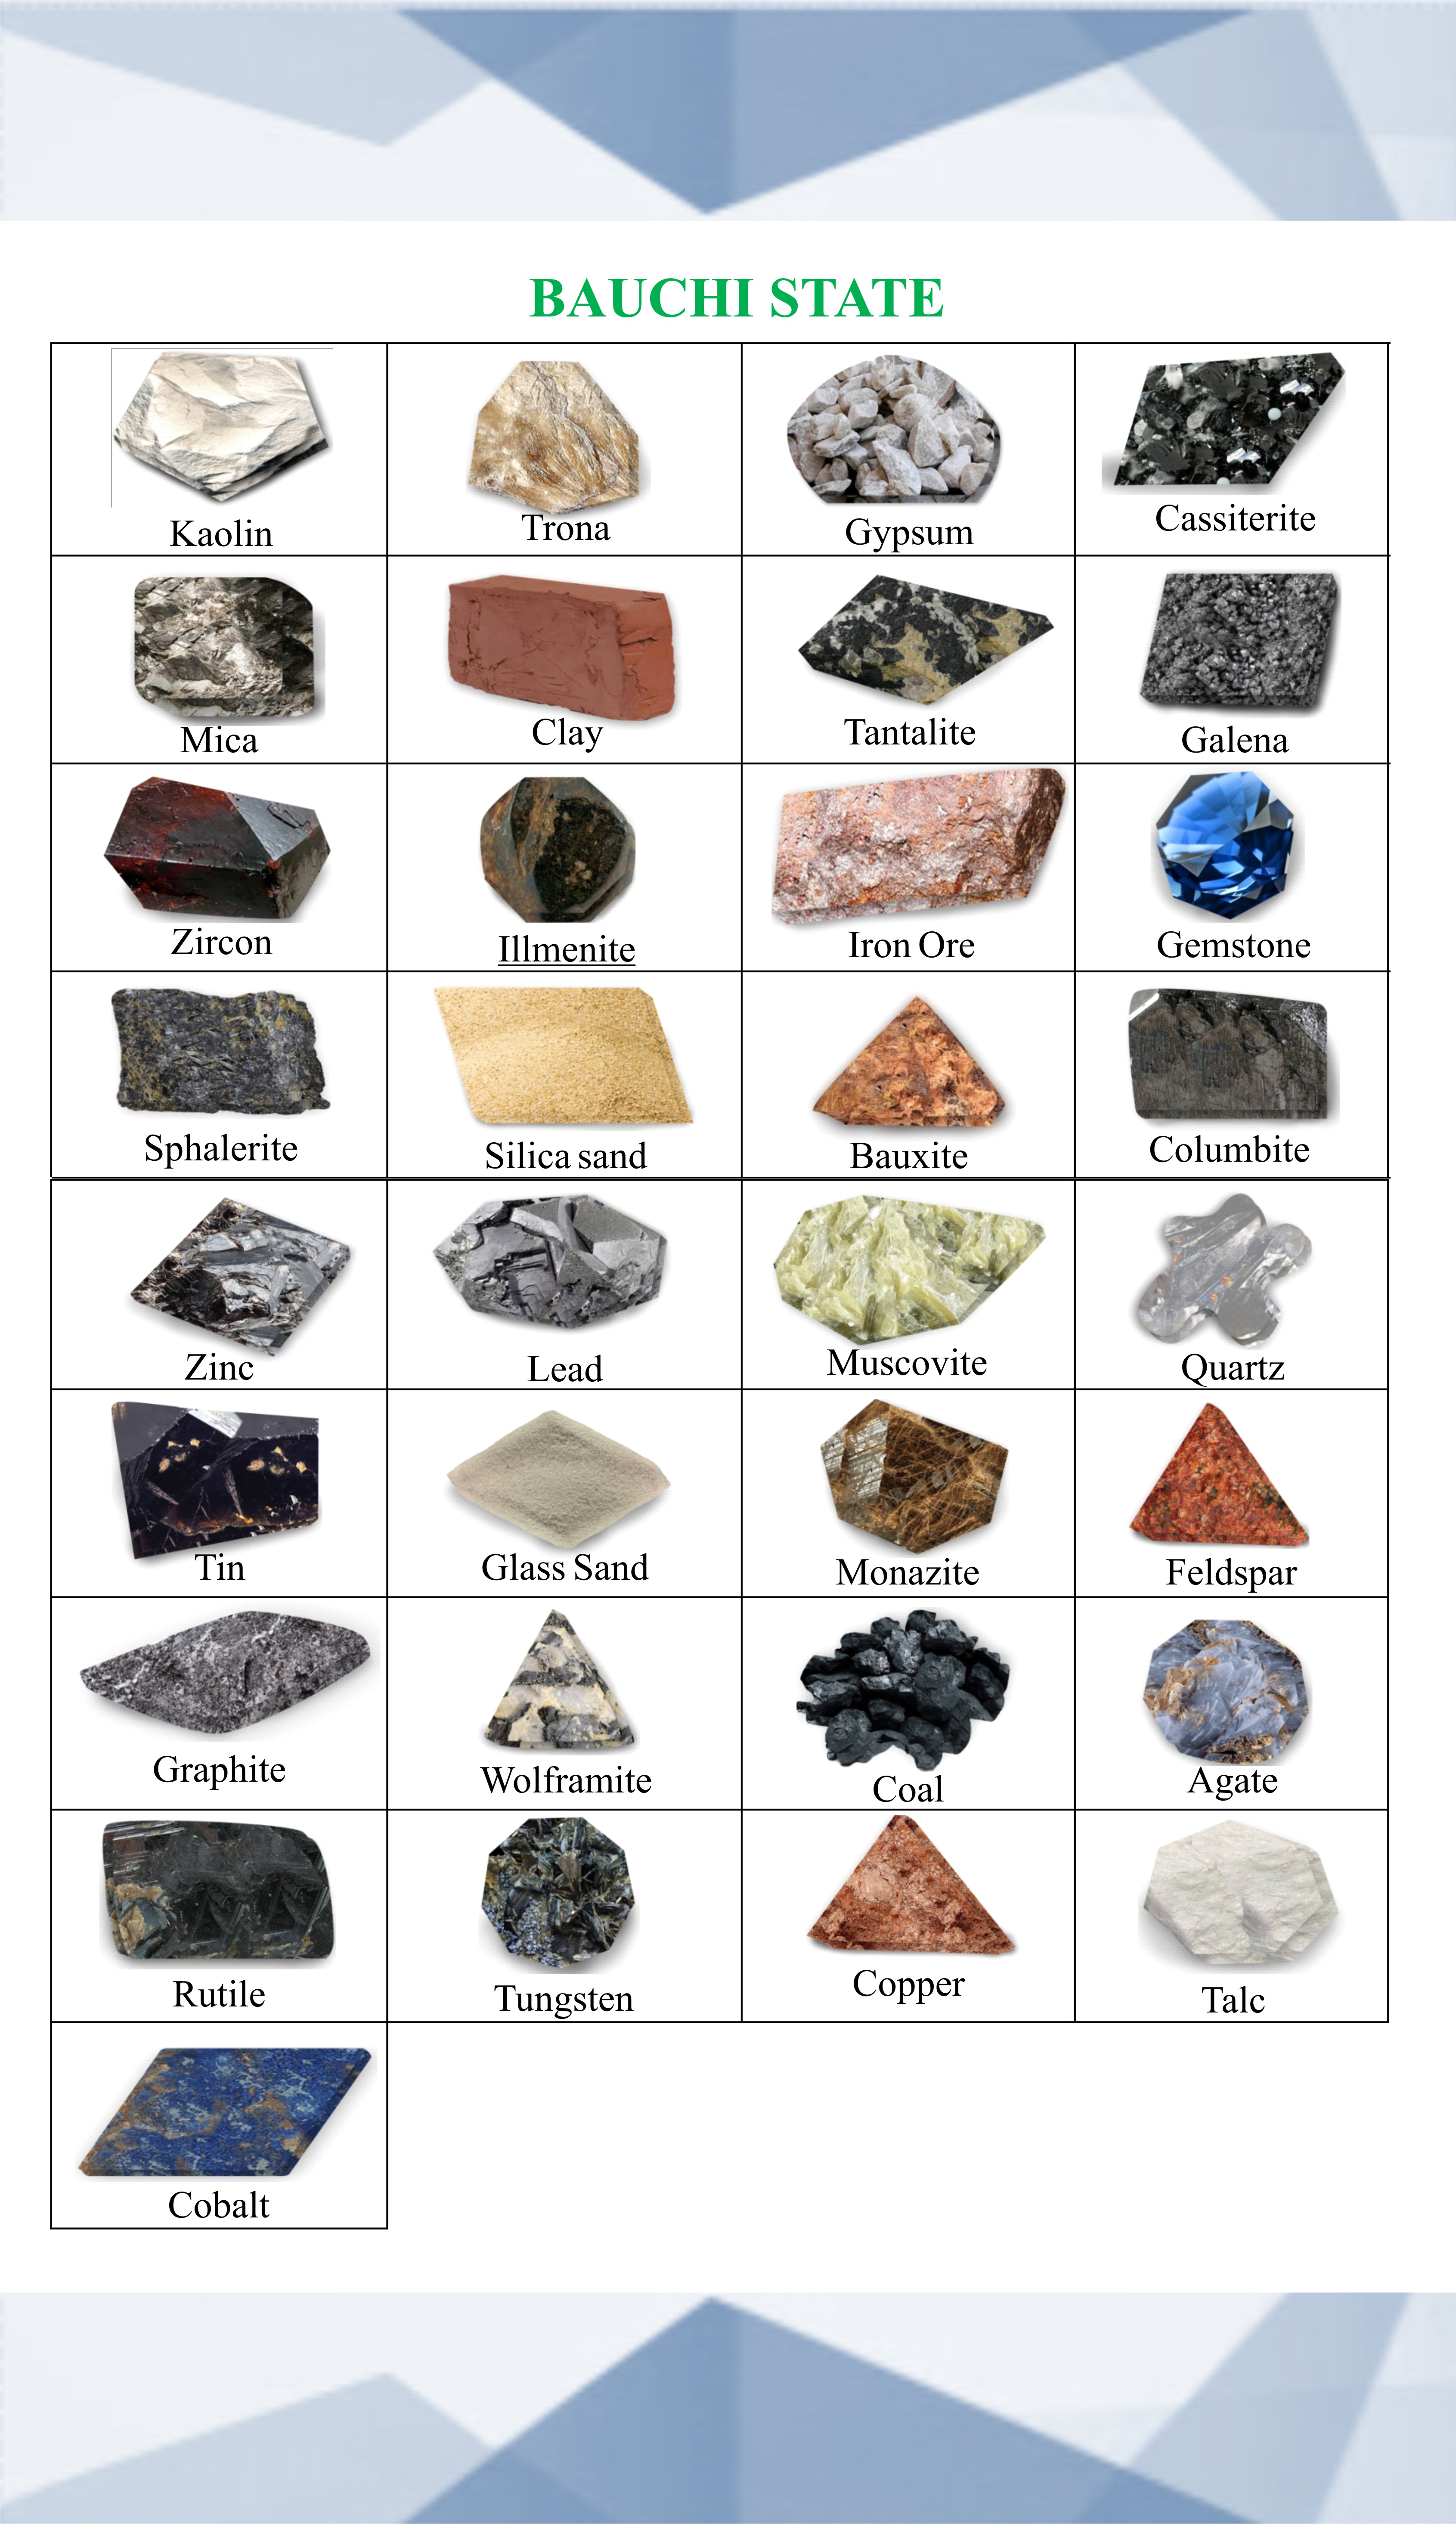 BAUCHI STATE
Kaolin
Trona
Gypsum
Cassiterite
Mica
Clay
Tantalite
Galena
Zircon
Illmenite
Iron Ore
Gemstone
Sphalerite
Silica sand
Bauxite
Columbite
Zinc
Lead
Muscovite
Quartz
Tin
Glass Sand
Monazite
Feldspar
Graphite
Wolframite
Coal
Agate
Rutile
Tungsten
Copper
Talc
Cobalt